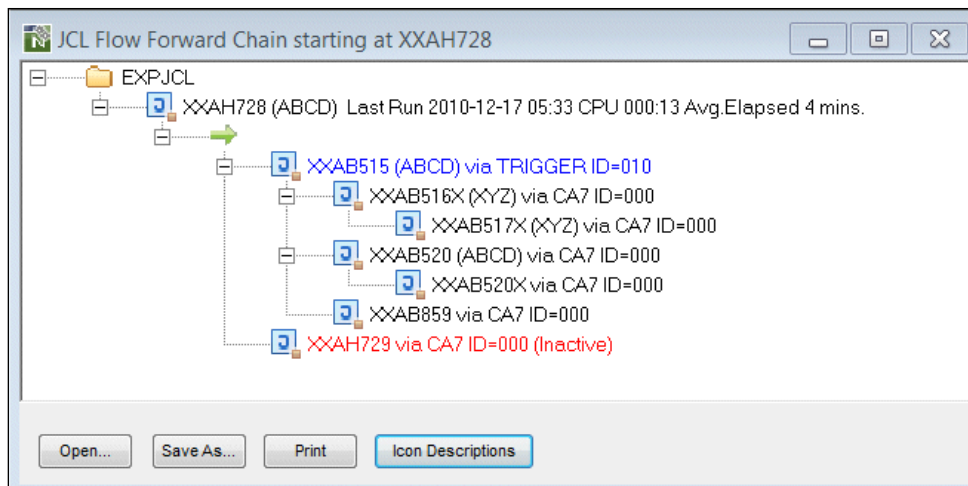 JCL Flow Forward Chain starting at XXAH728
EXPJCL
XXAH728 (ABCD) Last Run 2010-12-17 05:33 CPU 000:13 Avg.Elapsed 4 mins.
XXAB515 (ABCD) via TRIGGER ID=010
XXAB516X (XYZ) via CA7 ID=000
XXAB517X (XYZ) via CA7 ID=000
XXAB520 (ABCD) via CA7 ID=000
XXAB520X via CA7 ID=000
XXAB859 via CA7 ID=000
XXAH729 via CA7 ID=000 (Inactive)
Open... Save As... Print Icon Descriptions